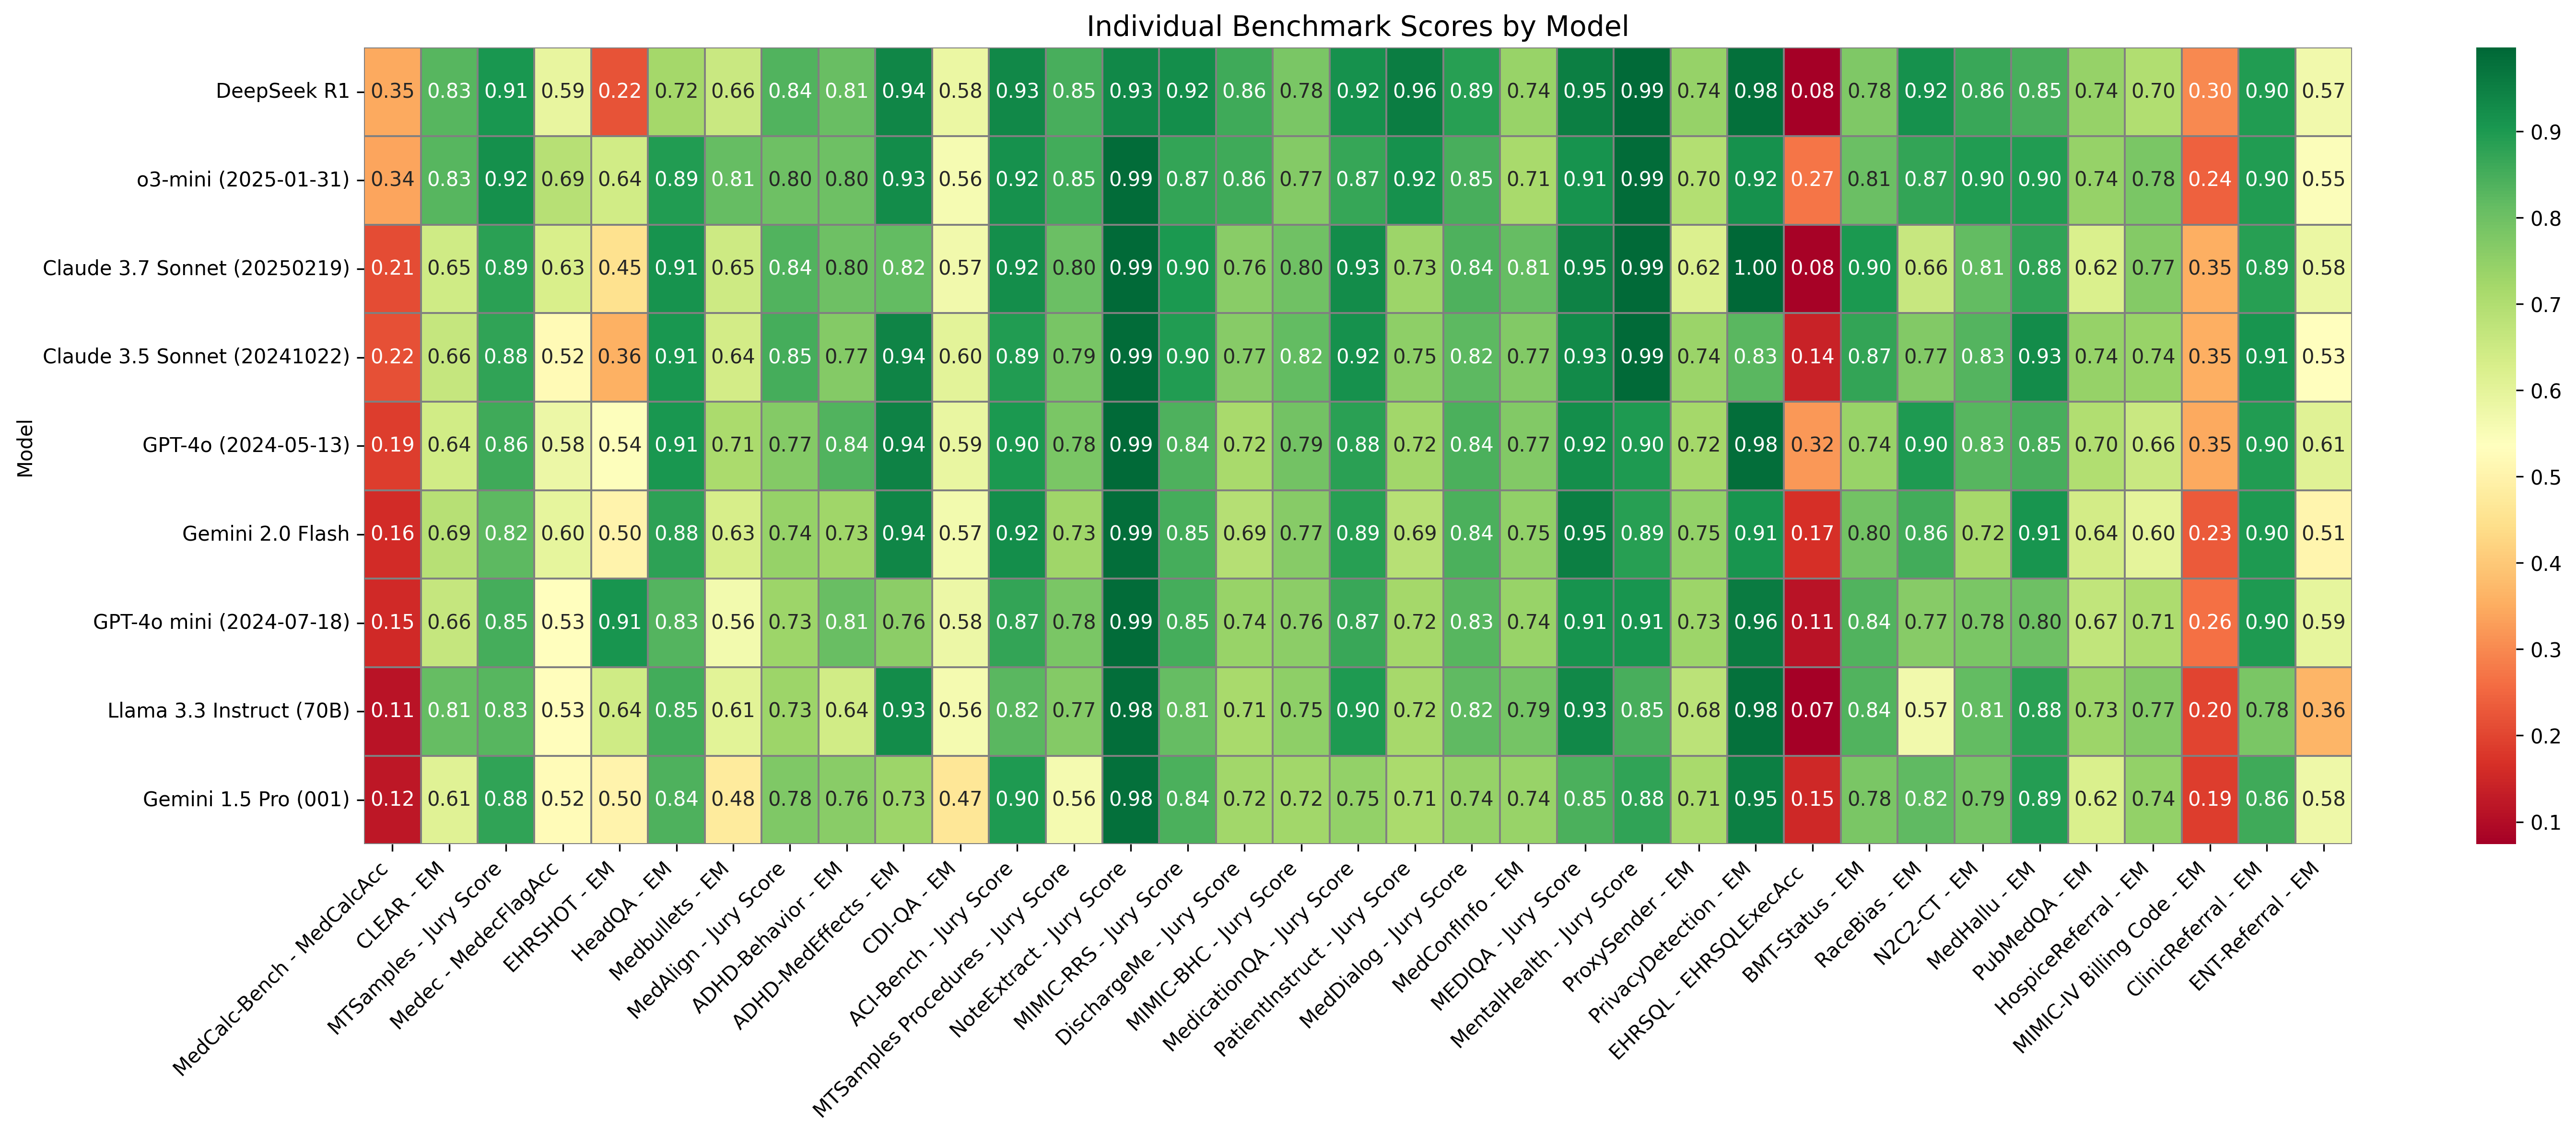 Individual Benchmark Scores by Model
Model
DeepSeek R1 0.35 0.83 0.91 0.59 0.22 0.72 0.66 0.84 0.81 0.94 0.58 0.93 0.85 0.93 0.92 0.86 0.78 0.92 0.96 0.89 0.74 0.95 0.99 0.74 0.98 0.08 0.78 0.92 0.86 0.85 0.74 0.70 0.30 0.90 0.57
o3-mini (2025-01-31) 0.34 0.83 0.92 0.69 0.64 0.89 0.81 0.80 0.80 0.93 0.56 0.92 0.85 0.99 0.87 0.86 0.77 0.87 0.92 0.85 0.71 0.91 0.99 0.70 0.92 0.27 0.81 0.87 0.90 0.90 0.74 0.78 0.24 0.90 0.55
Claude 3.7 Sonnet (20250219) 0.21 0.65 0.89 0.63 0.45 0.91 0.65 0.84 0.80 0.82 0.57 0.92 0.80 0.99 0.90 0.76 0.80 0.93 0.73 0.84 0.81 0.95 0.99 0.62 1.00 0.08 0.90 0.66 0.81 0.88 0.62 0.77 0.35 0.89 0.58
Claude 3.5 Sonnet (20241022) 0.22 0.66 0.88 0.52 0.36 0.91 0.64 0.85 0.77 0.94 0.60 0.89 0.79 0.99 0.90 0.77 0.82 0.92 0.75 0.82 0.77 0.93 0.99 0.74 0.83 0.14 0.87 0.77 0.83 0.93 0.74 0.74 0.35 0.91 0.53
GPT-4o (2024-05-13) 0.19 0.64 0.86 0.58 0.54 0.91 0.71 0.77 0.84 0.94 0.59 0.90 0.78 0.99 0.84 0.72 0.79 0.88 0.72 0.84 0.77 0.92 0.90 0.72 0.98 0.32 0.74 0.90 0.83 0.85 0.70 0.66 0.35 0.90 0.61
Gemini 2.0 Flash 0.16 0.69 0.82 0.60 0.50 0.88 0.63 0.74 0.73 0.94 0.57 0.92 0.73 0.99 0.85 0.69 0.77 0.89 0.69 0.84 0.75 0.95 0.89 0.75 0.91 0.17 0.80 0.86 0.72 0.91 0.64 0.60 0.23 0.90 0.51
GPT-4o mini (2024-07-18) 0.15 0.66 0.85 0.53 0.91 0.83 0.56 0.73 0.81 0.76 0.58 0.87 0.78 0.99 0.85 0.74 0.76 0.87 0.72 0.83 0.74 0.91 0.91 0.73 0.96 0.11 0.84 0.77 0.78 0.80 0.67 0.71 0.26 0.90 0.59
Llama 3.3 Instruct (70B) 0.11 0.81 0.83 0.53 0.64 0.85 0.61 0.73 0.64 0.93 0.56 0.82 0.77 0.98 0.81 0.71 0.75 0.90 0.72 0.82 0.79 0.93 0.85 0.68 0.98 0.07 0.84 0.57 0.81 0.88 0.73 0.77 0.20 0.78 0.36
Gemini 1.5 Pro (001) 0.12 0.61 0.88 0.52 0.50 0.84 0.48 0.78 0.76 0.73 0.47 0.90 0.56 0.98 0.84 0.72 0.72 0.75 0.71 0.74 0.74 0.85 0.88 0.71 0.95 0.15 0.78 0.82 0.79 0.89 0.62 0.74 0.19 0.86 0.58
MedCalc-Bench - MedCalcAcc
CLEAR - EM
MTSamples - Jury Score
Medec - MedecFlagAcc
EHRSHOT - EM
HeadQA - EM
Medbullets - EM
MedAlign - Jury Score
ADHD-Behavior - EM
ADHD-MedEffects - EM
CDI-QA - EM
ACI-Bench - Jury Score
MTSamples Procedures - Jury Score
NoteExtract - Jury Score
MIMIC-RRS - Jury Score
DischargeMe - Jury Score
MIMIC-BHC - Jury Score
MedicationQA - Jury Score
PatientInstruct - Jury Score
MedDialog - Jury Score
MedConfInfo - EM
MEDIQA - Jury Score
MentalHealth - Jury Score
ProxySender - EM
PrivacyDetection - EM
EHRSQL - EHRSQLExecAcc
BMT-Status - EM
RaceBias - EM
N2C2-CT - EM
MedHallu - EM
PubMedQA - EM
HospiceReferral - EM
MIMIC-IV Billing Code - EM
ClinicReferral - EM
ENT-Referral - EM
0.9
0.8
0.7
0.6
0.5
0.4
0.3
0.2
0.1